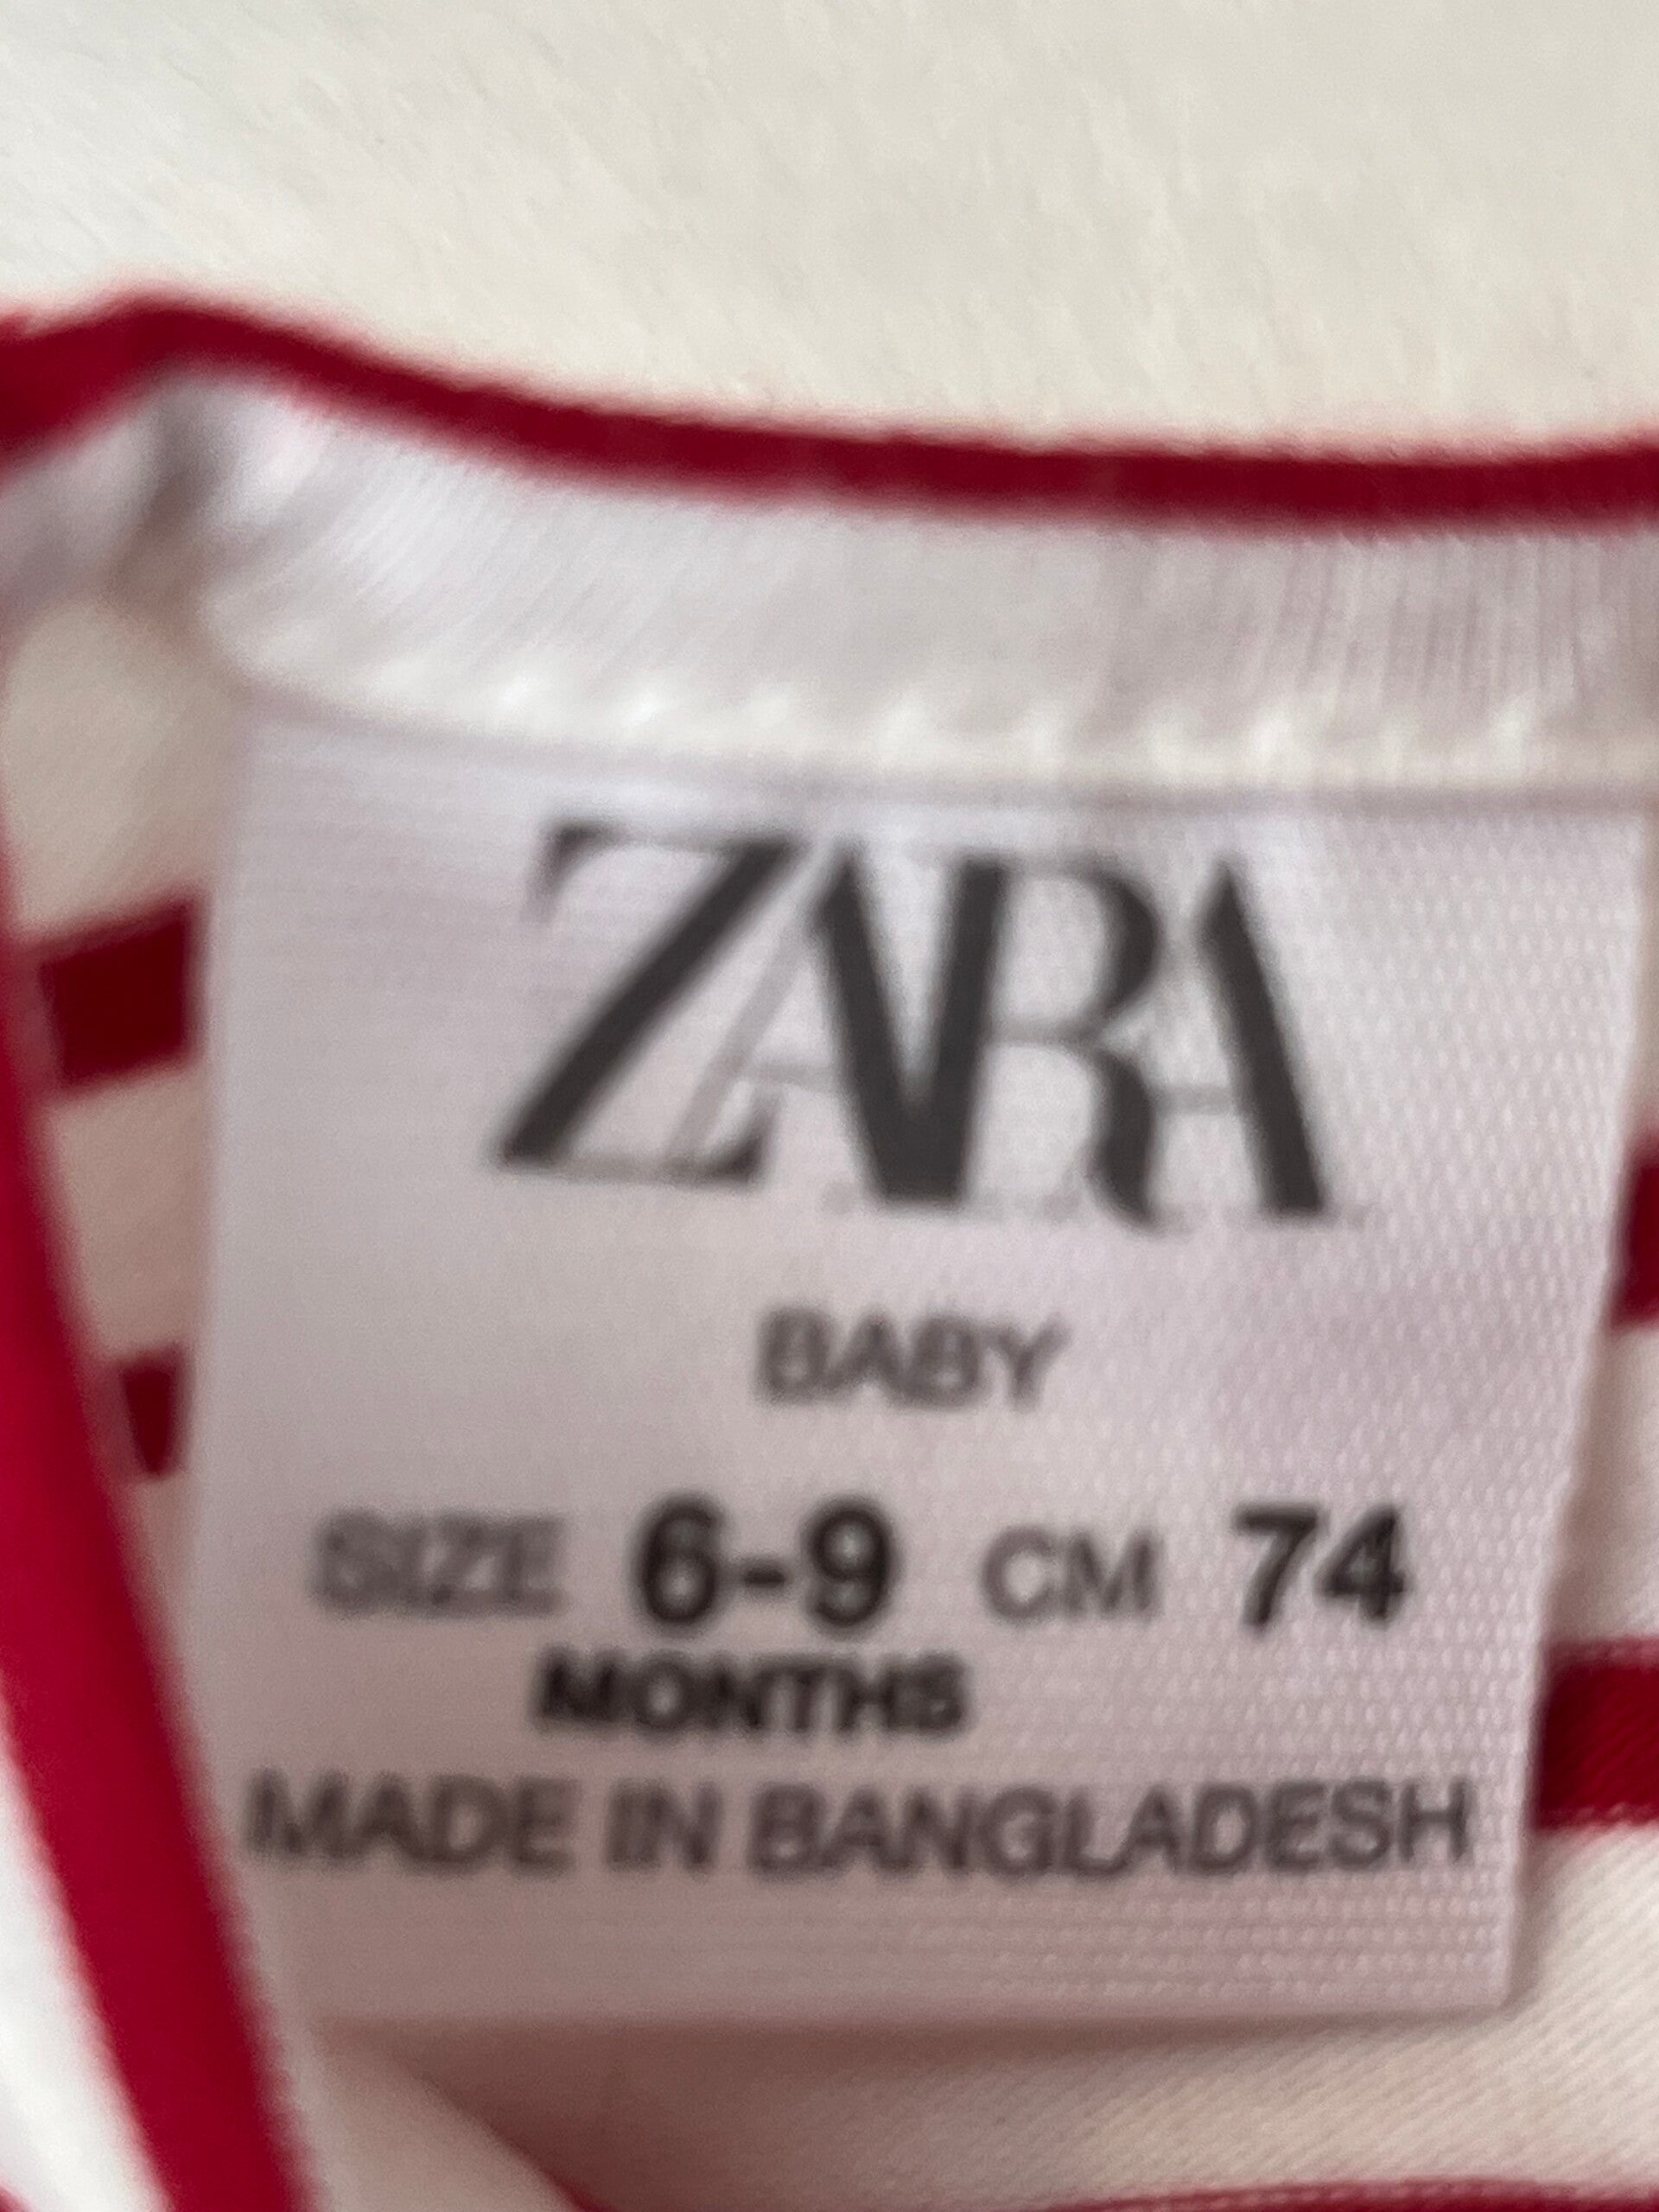 ZARA
BABY
SIZE 6-9 CM 74
MONTHS
MADE IN BANGLADESH